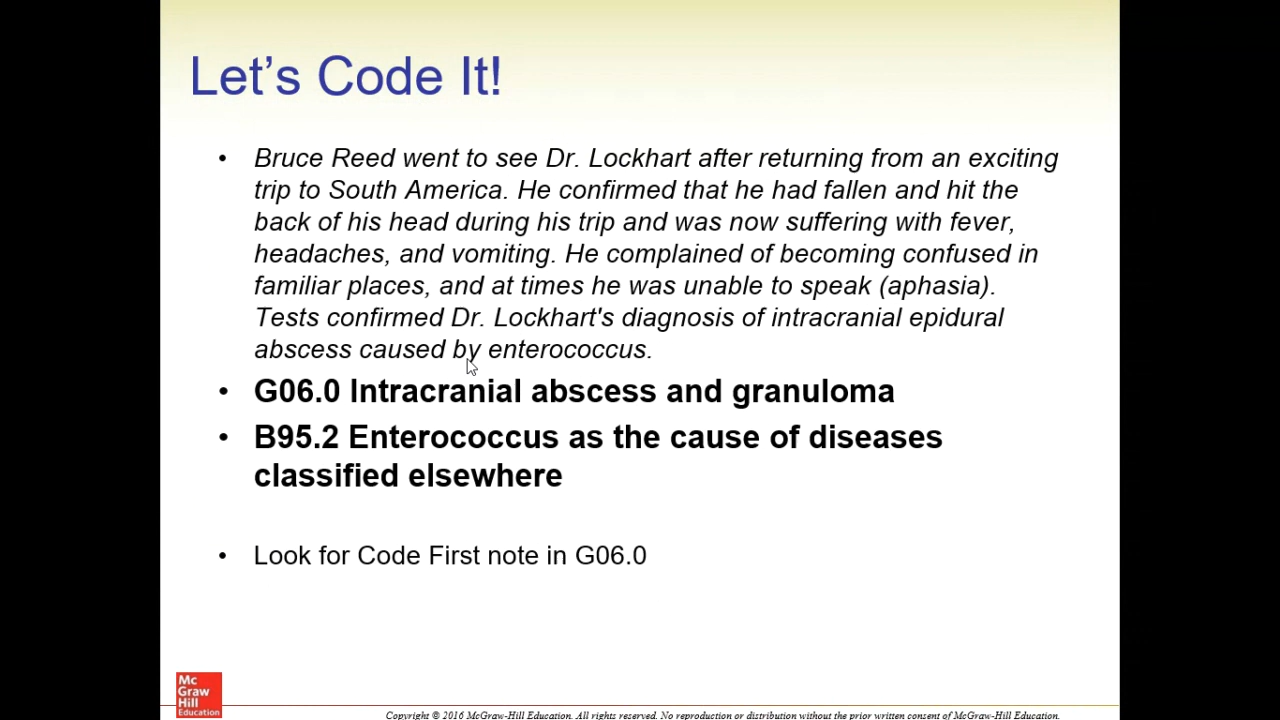 Let’s Code It!
• Bruce Reed went to see Dr. Lockhart after returning from an exciting
trip to South America. He confirmed that he had fallen and hit the
back of his head during his trip and was now suffering with fever,
headaches, and vomiting. He complained of becoming confused in
familiar places, and at times he was unable to speak (aphasia).
Tests confirmed Dr. Lockhart's diagnosis of intracranial epidural
abscess caused by enterococcus.
• G06.0 Intracranial abscess and granuloma
• B95.2 Enterococcus as the cause of diseases
classified elsewhere
• Look for Code First note in G06.0
Mc
Graw
Hill
Education
Copyright © 2016 McGraw-Hill Education. All rights reserved. No reproduction or distribution without the prior written consent of McGraw-Hill Education.